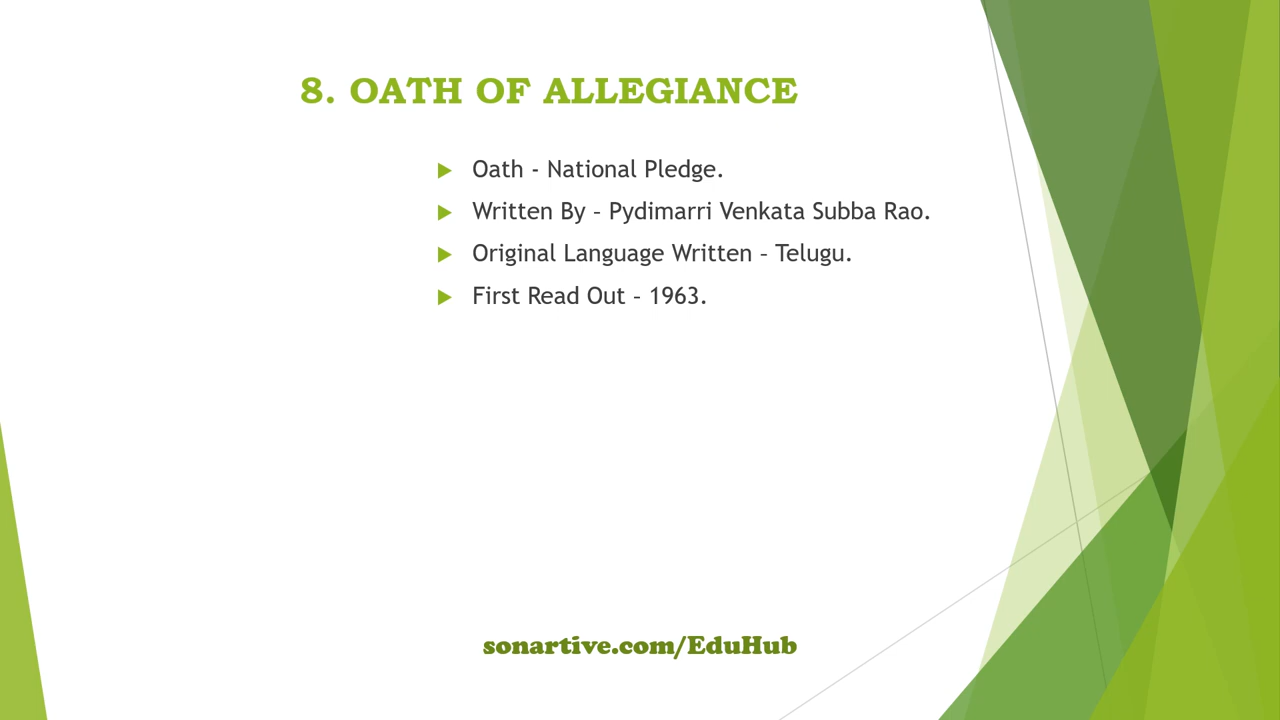 8. OATH OF ALLEGIANCE
Oath - National Pledge.
Written By – Pydimarri Venkata Subba Rao.
Original Language Written – Telugu.
First Read Out – 1963.
sonartive.com/EduHub